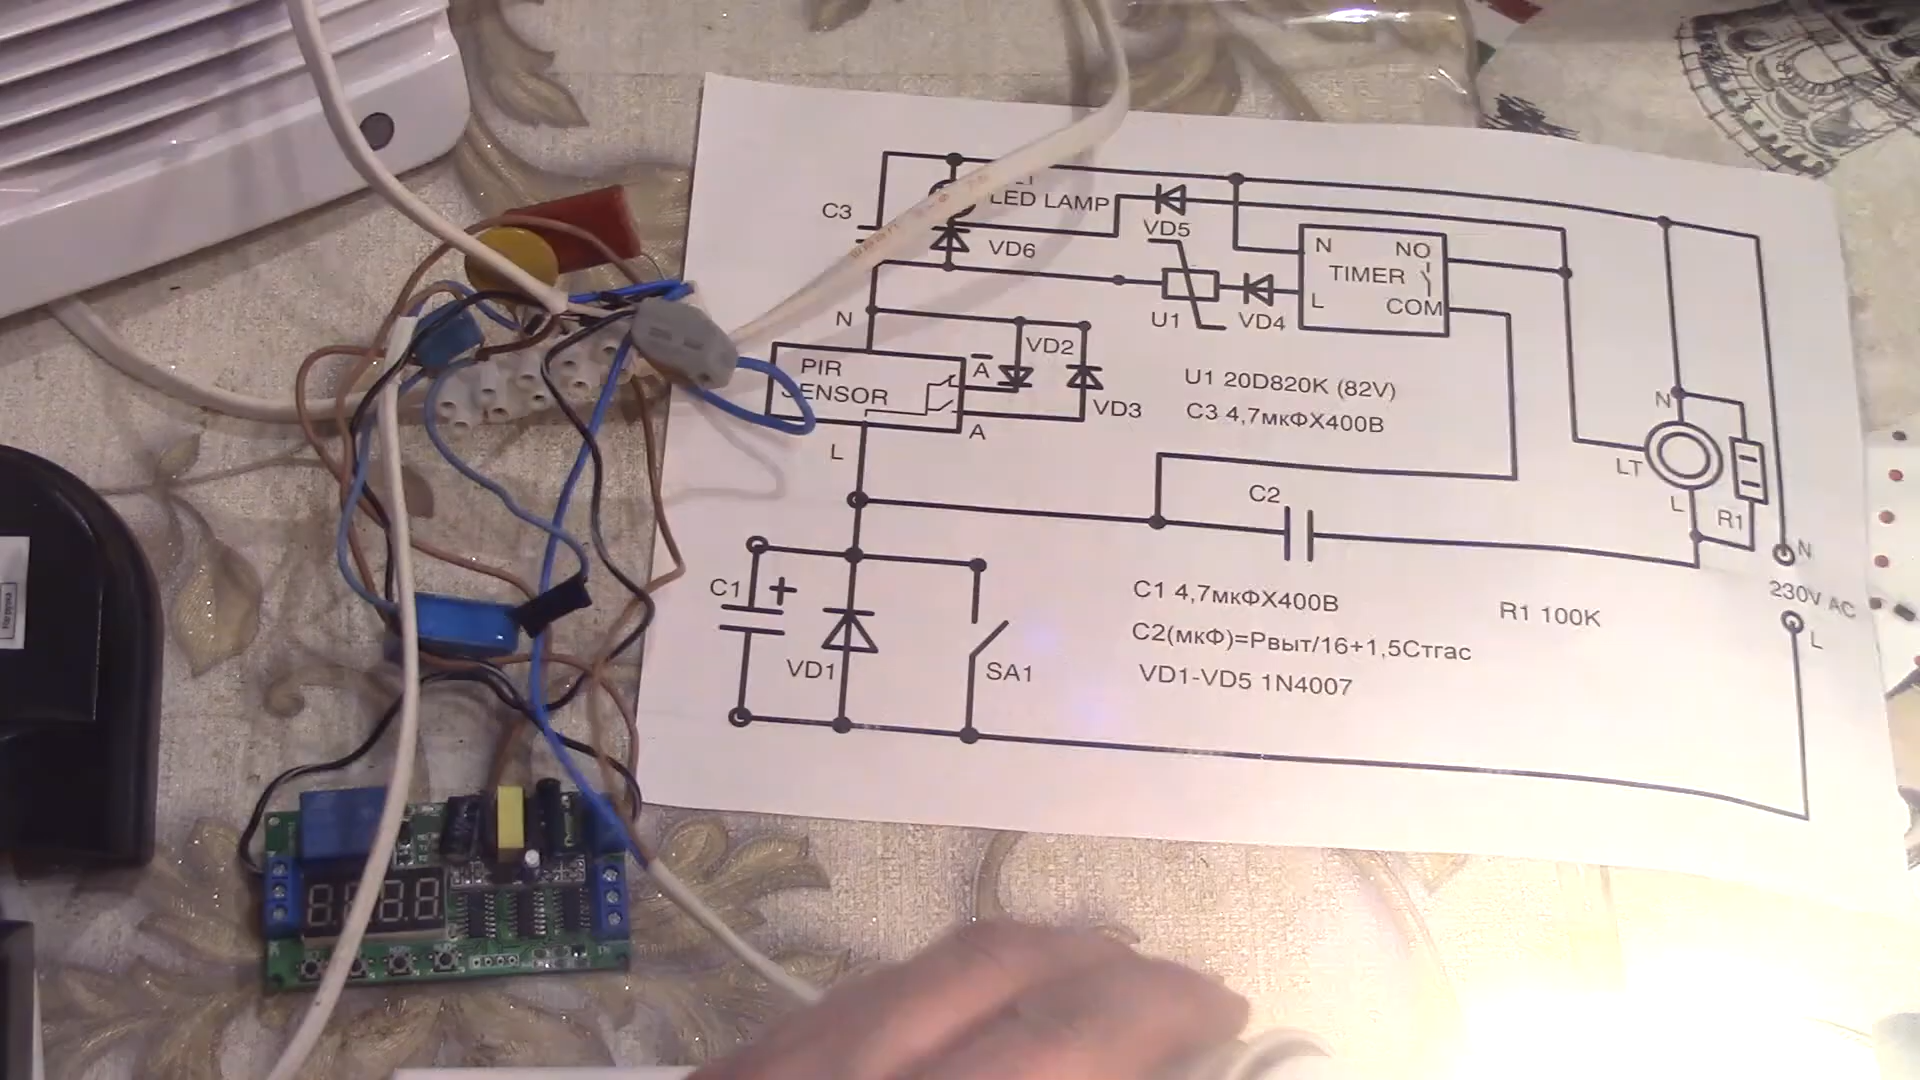 C3
LED LAMP
VD5
VD6
N
NO
TIMER
L
COM
U1
VD4
N
PIR
SENSOR
A
VD2
VD3
A
L
U1 20D820K (82V)
C3 4,7мкФХ400В
N
LT
L
R1
C2
N
230V AC
L
C1
+
VD1
SA1
C1 4,7мкФХ400В
C2(мкФ)=Рвыт/16+1,5Стгас
VD1-VD5 1N4007
R1 100K